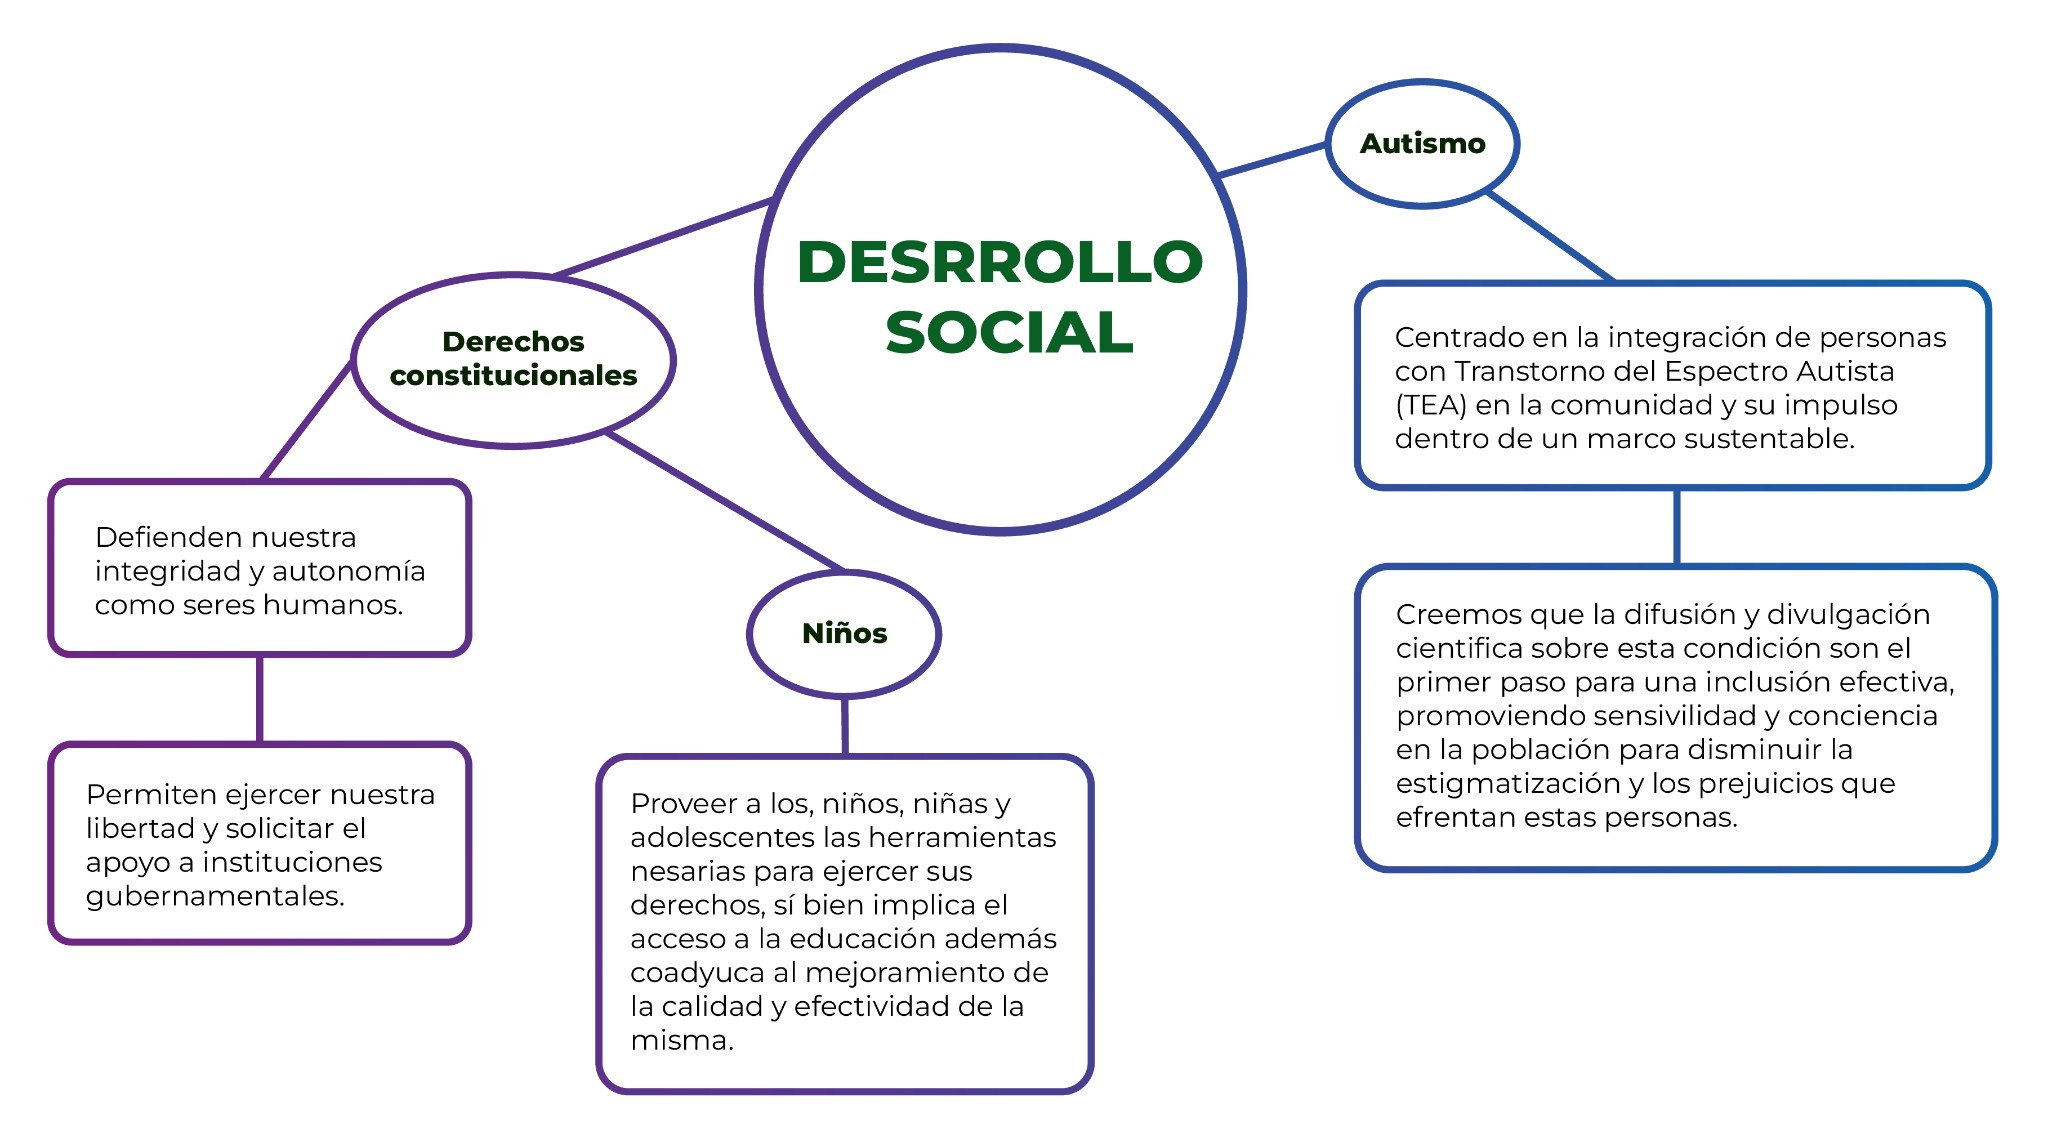 DESRROLLO
SOCIAL
Autismo
Centrado en la integración de personas
con Transtorno del Espectro Autista
(TEA) en la comunidad y su impulso
dentro de un marco sustentable.
Creemos que la difusión y divulgación
cientifica sobre esta condición son el
primer paso para una inclusión efectiva,
promoviendo sensivilidad y conciencia
en la población para disminuir la
estigmatización y los prejuicios que
efrentan estas personas.
Derechos
constitucionales
Defienden nuestra
integridad y autonomía
como seres humanos.
Permiten ejercer nuestra
libertad y solicitar el
apoyo a instituciones
gubernamentales.
Niños
Proveer a los, niños, niñas y
adolescentes las herramientas
nesarias para ejercer sus
derechos, sí bien implica el
acceso a la educación además
coadyuca al mejoramiento de
la calidad y efectividad de la
misma.